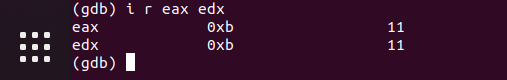 (gdb) i r eax edx
eax            0xb                 11
edx            0xb                 11
(gdb)